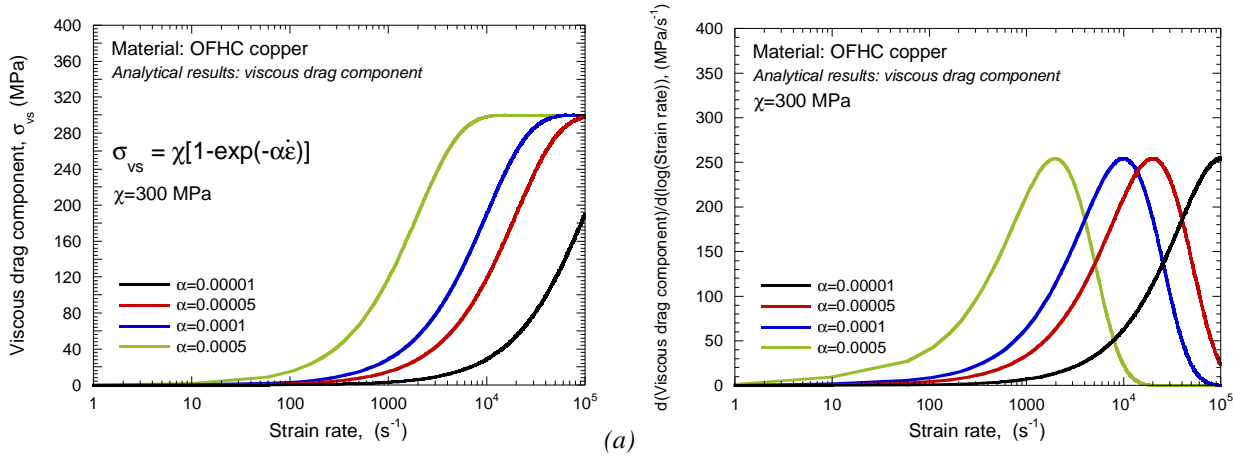 Viscous drag component, σvs (MPa)
400
360
320
280
240
200
160
120
80
40
0
Material: OFHC copper
Analytical results: viscous drag component
σvs = χ[1-exp(-αε̇)]
χ=300 MPa
α=0.00001
α=0.00005
α=0.0001
α=0.0005
1
10
100
1000
10⁴
10⁵
Strain rate, (s⁻¹)
(a)
d(Viscous drag component)/d(log(Strain rate)), (MPa/s⁻¹)
400
350
300
250
200
150
100
50
0
Material: OFHC copper
Analytical results: viscous drag component
χ=300 MPa
α=0.00001
α=0.00005
α=0.0001
α=0.0005
1
10
100
1000
10⁴
10⁵
Strain rate, (s⁻¹)